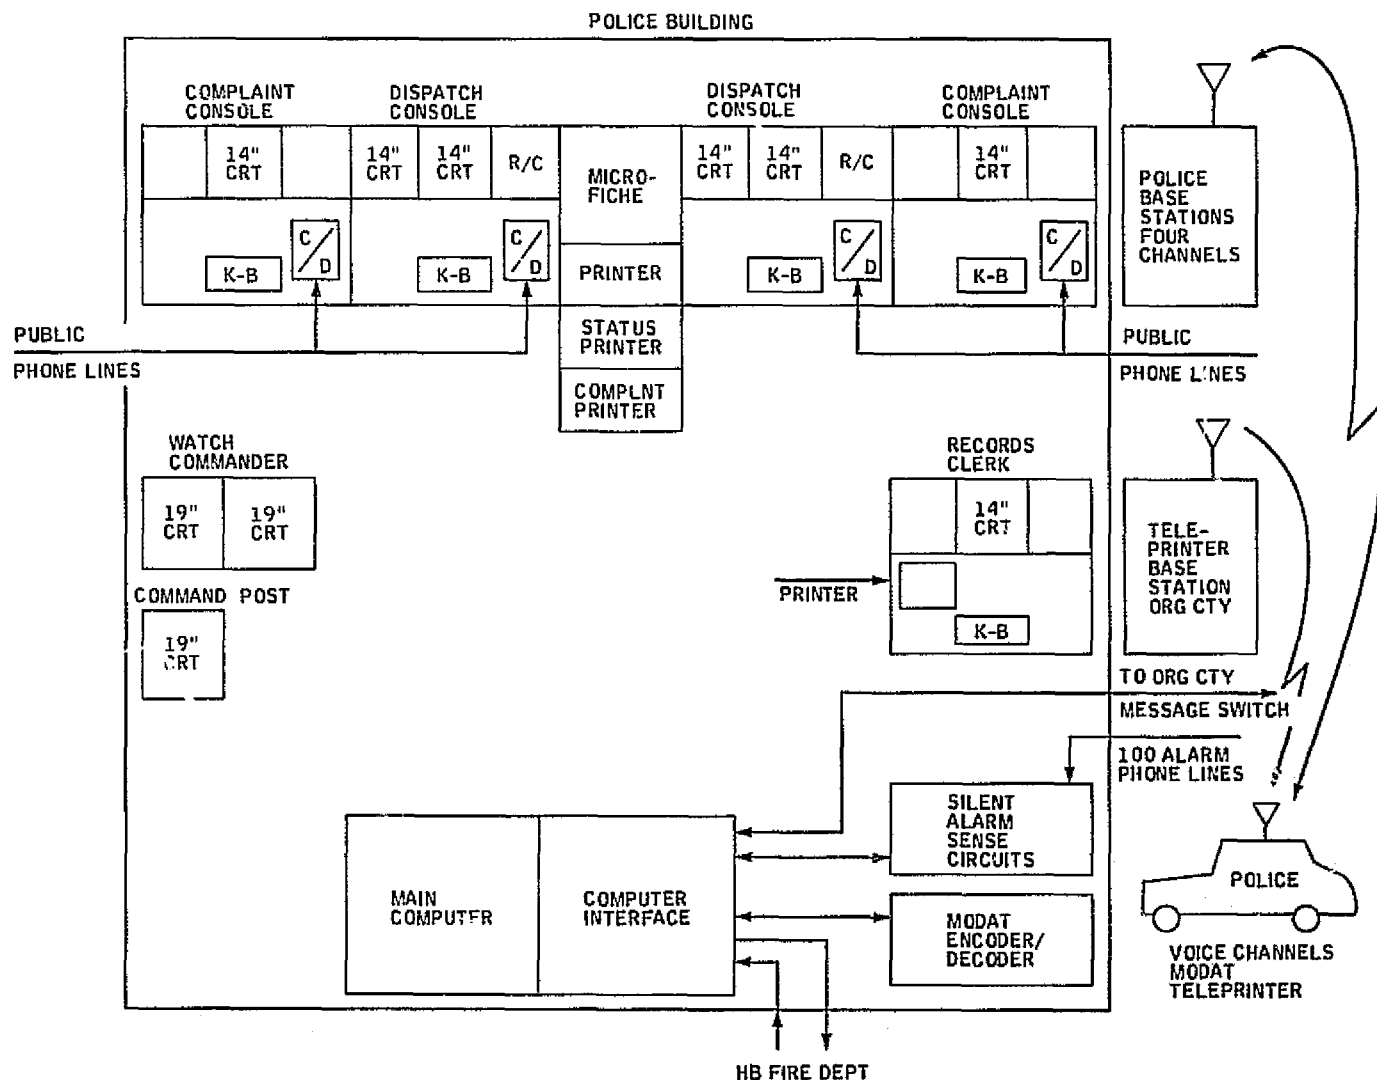 POLICE BUILDING
COMPLAINT
CONSOLE
DISPATCH
CONSOLE
DISPATCH
CONSOLE
COMPLAINT
CONSOLE
14"
CRT
14"
CRT
14"
CRT
R/C
MICRO-
FICHE
14"
CRT
14"
CRT
R/C
14"
CRT
POLICE
BASE
STATIONS
FOUR
CHANNELS
K-B
C/D
K-B
C/D
PRINTER
K-B
C/D
K-B
C/D
PUBLIC
PHONE LINES
STATUS
PRINTER
COMPLNT
PRINTER
PUBLIC
PHONE LINES
WATCH
COMMANDER
19"
CRT
19"
CRT
RECORDS
CLERK
14"
CRT
PRINTER
K-B
TELE-
PRINTER
BASE
STATION
ORG CTY
COMMAND POST
19"
CRT
TO ORG CTY
MESSAGE SWITCH
100 ALARM
PHONE LINES
SILENT
ALARM
SENSE
CIRCUITS
MAIN
COMPUTER
COMPUTER
INTERFACE
MODAT
ENCODER/
DECODER
POLICE
VOICE CHANNELS
MODAT
TELEPRINTER
HB FIRE DEPT